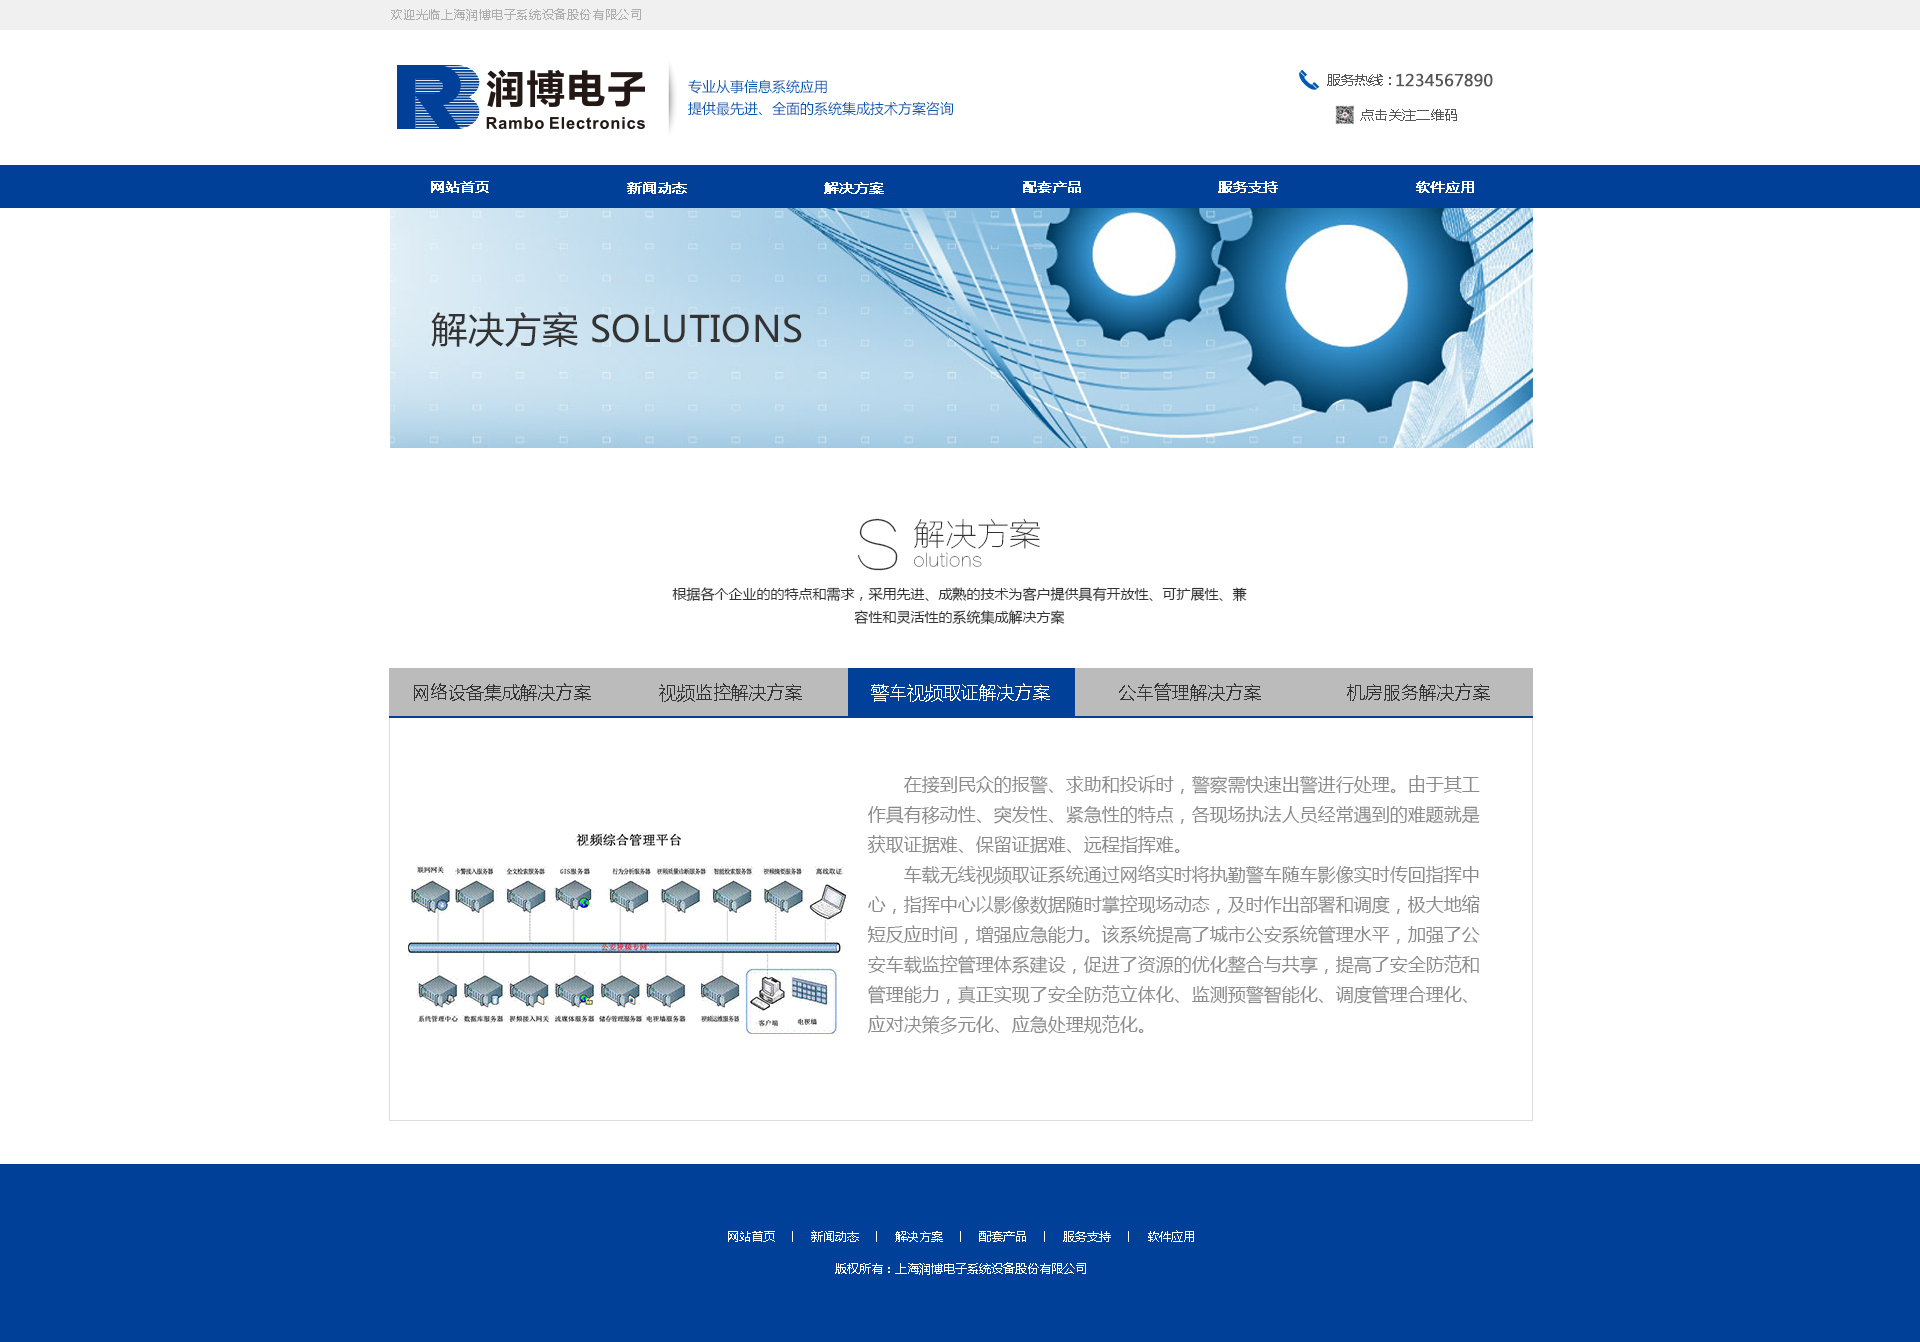 欢迎光临上海润博电子系统设备股份有限公司
润博电子
Rambo Electronics
专业从事信息系统应用
提供最先进、全面的系统集成技术方案咨询
服务热线：1234567890
点击关注二维码
网站首页 新闻动态 解决方案 配套产品 服务支持 软件应用
解决方案 SOLUTIONS
S 解决方案
olutions
根据各个企业的的特点和需求，采用先进、成熟的技术为客户提供具有开放性、可扩展性、兼
容性和灵活性的系统集成解决方案
网络设备集成解决方案 视频监控解决方案 警车视频取证解决方案 公车管理解决方案 机房服务解决方案
在接到民众的报警、求助和投诉时，警察需快速出警进行处理。由于其工
作具有移动性、突发性、紧急性的特点，各现场执法人员经常遇到的难题就是
获取证据难、保留证据难、远程指挥难。
车载无线视频取证系统通过网络实时将执勤警车随车影像实时传回指挥中
心，指挥中心以影像数据随时掌控现场动态，及时作出部署和调度，极大地缩
短反应时间，增强应急能力。该系统提高了城市公安系统管理水平，加强了公
安车载监控管理体系建设，促进了资源的优化整合与共享，提高了安全防范和
管理能力，真正实现了安全防范立体化、监测预警智能化、调度管理合理化、
应对决策多元化、应急处理规范化。
视频综合管理平台
联网网关 卡警接入服务器 全文检索服务器 GIS服务器 行为分析服务器 视频质量诊断服务器 智能检索服务器 视频摘要服务器 离线取证
公安视频专网
系统管理中心 数据库服务器 视频接入网关 流媒体服务器 储存管理服务器 电视墙服务器 视频运维服务器 客户端 电视墙
网站首页 | 新闻动态 | 解决方案 | 配套产品 | 服务支持 | 软件应用
版权所有：上海润博电子系统设备股份有限公司